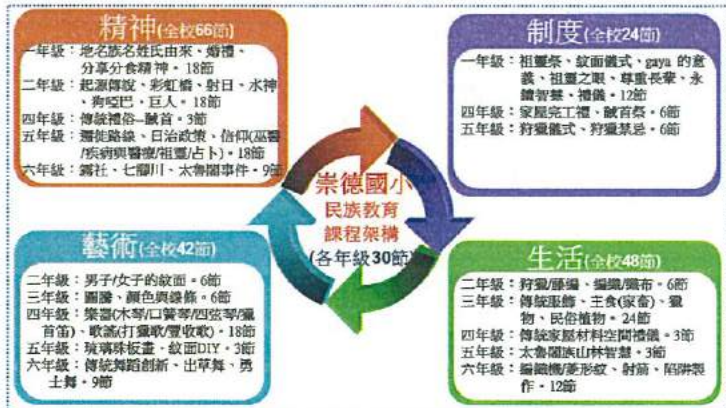 精神(全校66節)
一年級：地名族名姓氏由來、婚禮、
分享分食精神。18節
二年級：起源傳說、彩虹橋、射日、水神
、狗啞巴、巨人。18節
四年級：傳統禮俗─馘首。3節
五年級：遷徙路線、日治政策、信仰(巫醫
/疾病與醫療/祖靈/占卜)。18節
六年級：霧社、七腳川、太魯閣事件。9節
制度(全校24節)
一年級：祖靈祭、紋面儀式、gaya 的意
義、祖靈之眼、尊重長輩、永
續智慧、禮儀。12節
四年級：家屋完工禮、馘首祭。6節
五年級：狩獵儀式、狩獵禁忌。6節
崇德國小
民族教育
課程架構
(各年級30節)
藝術(全校42節)
二年級：男子/女子的紋面。6節
三年級：圖騰、顏色與線條。6節
四年級：樂器(木琴/口簧琴/四弦琴/獵
首笛)、歌謠(打獵歌/豐收歌)。18節
五年級：琉璃珠板畫、紋面DIY。3節
六年級：傳統舞蹈創新、出草舞、勇
士舞。9節
生活(全校48節)
二年級：狩獵/藤編、編織/織布。6節
三年級：傳統服飾、主食(家畜)、獵
物、民俗植物。24節
四年級：傳統家屋材料空間禮儀。3節
五年級：太魯閣族山林智慧。3節
六年級：編織機/菱形紋、射箭、陷阱製
作。12節